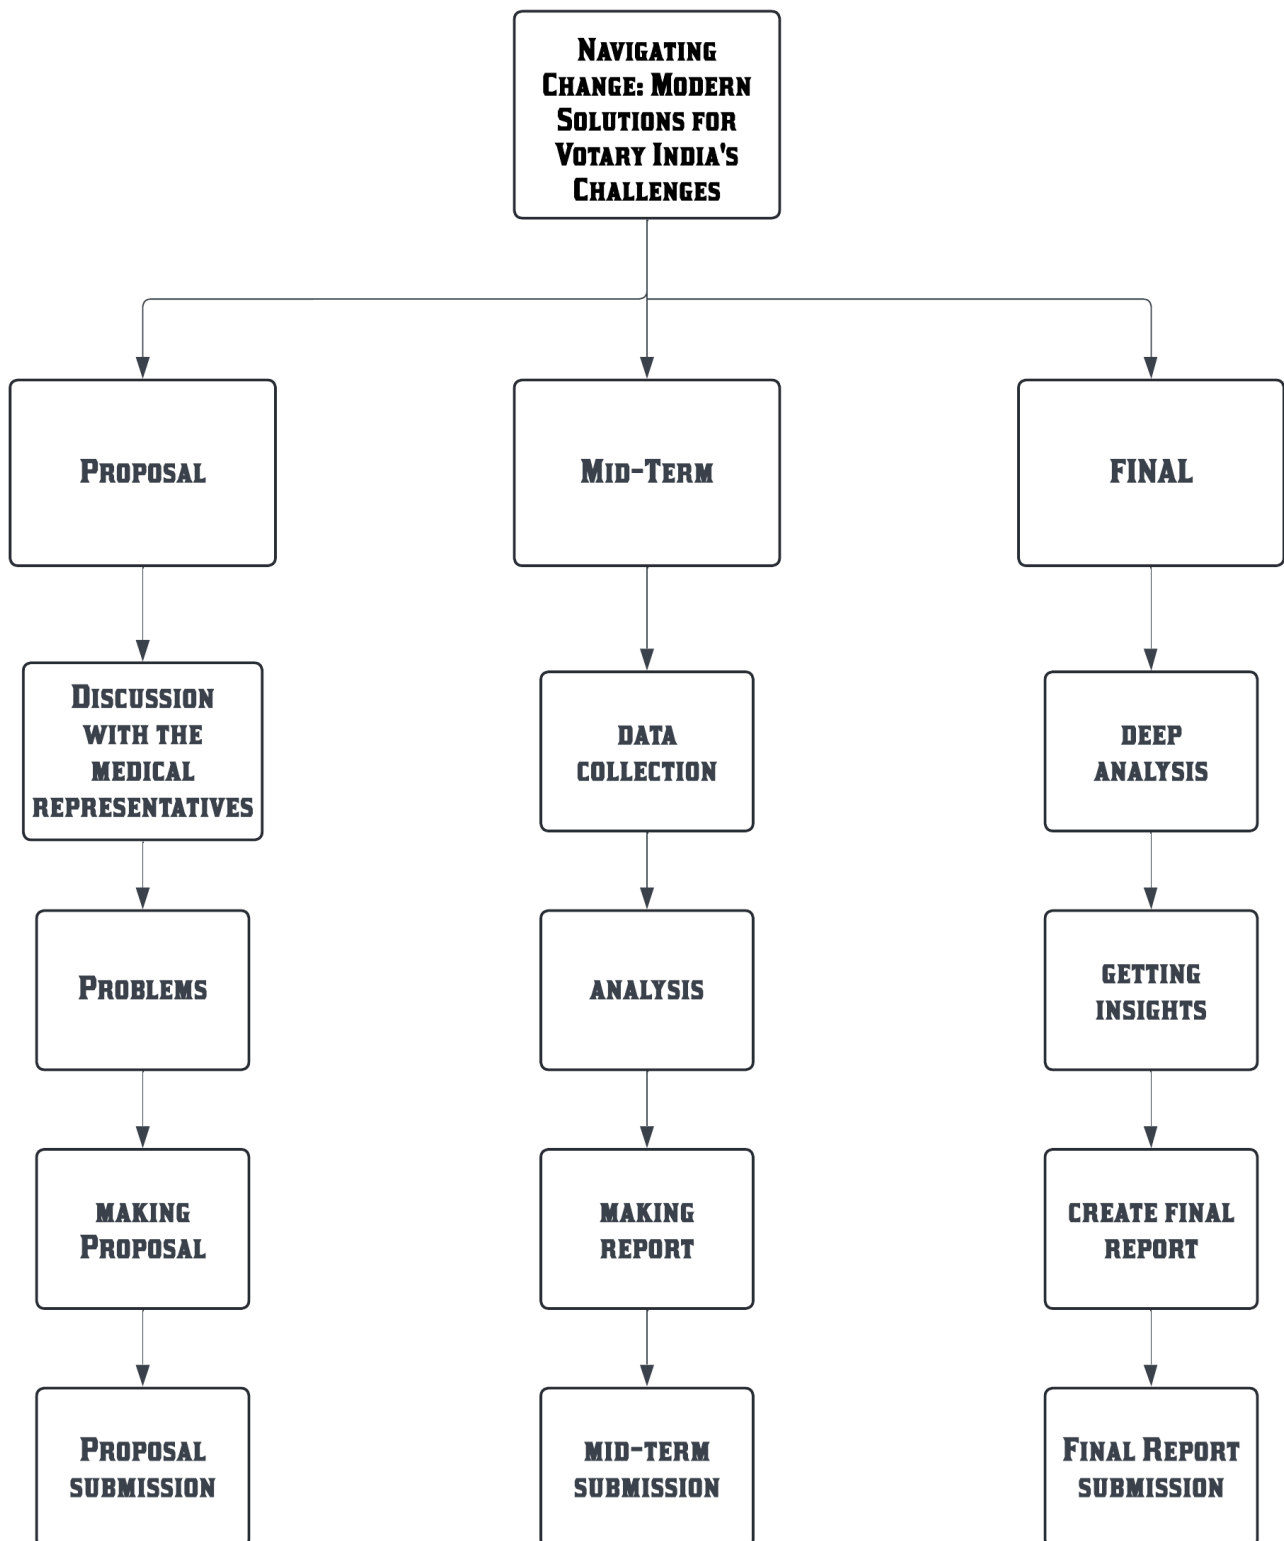 Navigating
Change: Modern
Solutions for
Votary India's
Challenges
Proposal
Mid-Term
FINAL
Discussion
with the
medical
representatives
data
collection
deep
analysis
Problems
analysis
getting
insights
making
Proposal
making
report
create final
report
Proposal
submission
mid-term
submission
Final Report
submission